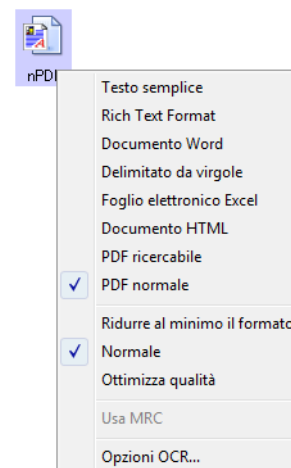 nPDF
Testo semplice
Rich Text Format
Documento Word
Delimitato da virgole
Foglio elettronico Excel
Documento HTML
PDF ricercabile
PDF normale
Ridurre al minimo il formato
Normale
Ottimizza qualità
Usa MRC
Opzioni OCR...